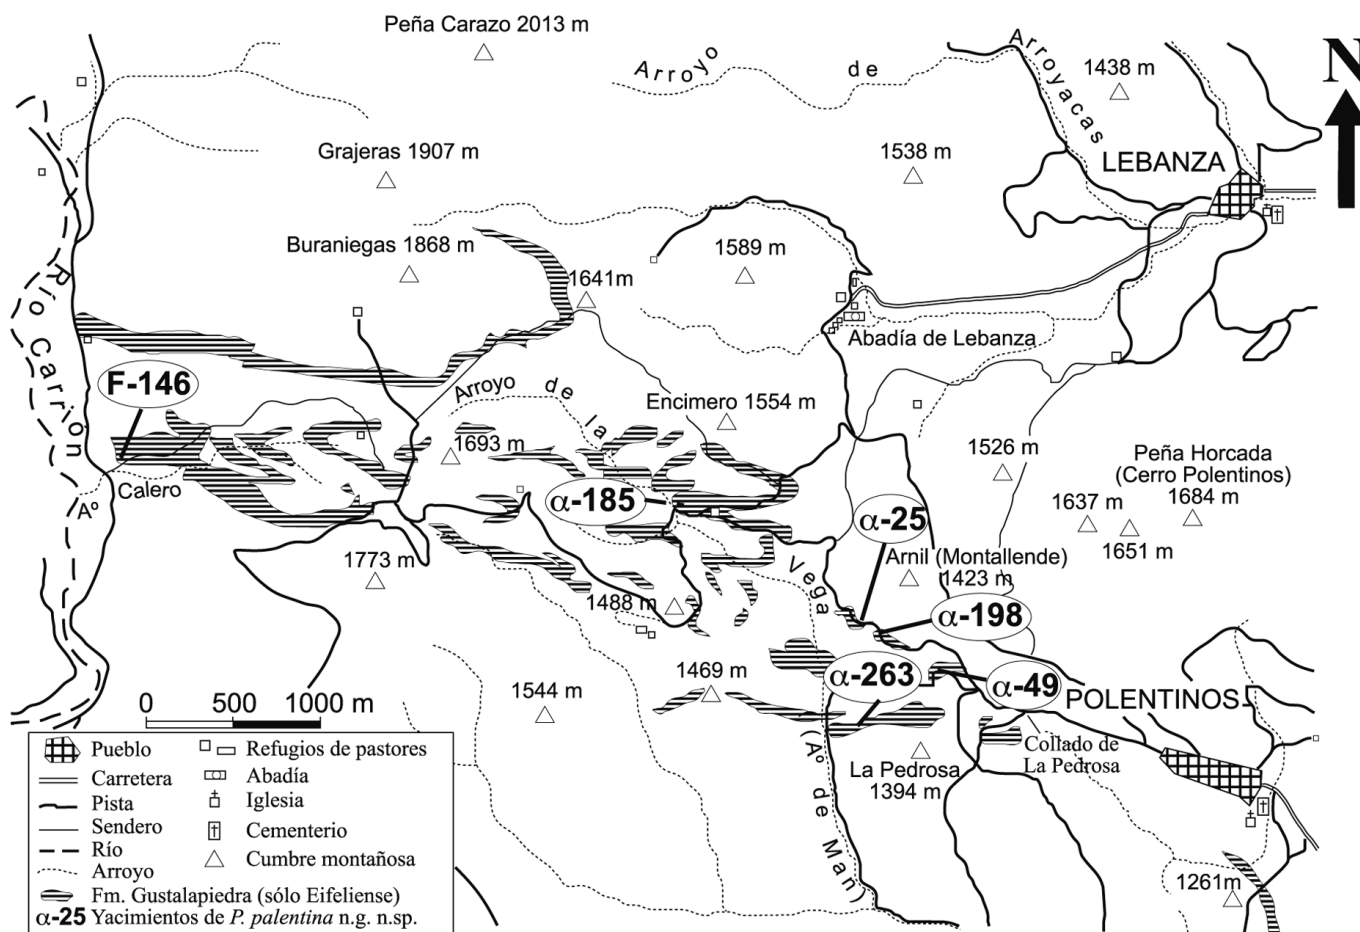 Peña Carazo 2013 m
Arroyo de
Arroyacas
1438 m
N
Grajeras 1907 m
1538 m
LEBANZA
Buraniegas 1868 m
1589 m
1641m
Río Carrión
Abadía de Lebanza
F-146
Arroyo de la
Encimero 1554 m
1693 m
1526 m
Peña Horcada
(Cerro Polentinos)
1684 m
1637 m
1651 m
Calero
Aº
α-185
α-25
Arnil (Montallende)
1423 m
1773 m
Vega
1488 m
α-198
α-263
α-49
1469 m
1544 m
POLENTINOS
(Aº de Man)
Collado de
La Pedrosa
La Pedrosa
1394 m
1261m
0 500 1000 m
Pueblo
Carretera
Pista
Sendero
Río
Arroyo
Refugios de pastores
Abadía
Iglesia
Cementerio
Cumbre montañosa
Fm. Gustalapiedra (sólo Eifeliense)
α-25 Yacimientos de P. palentina n.g. n.sp.